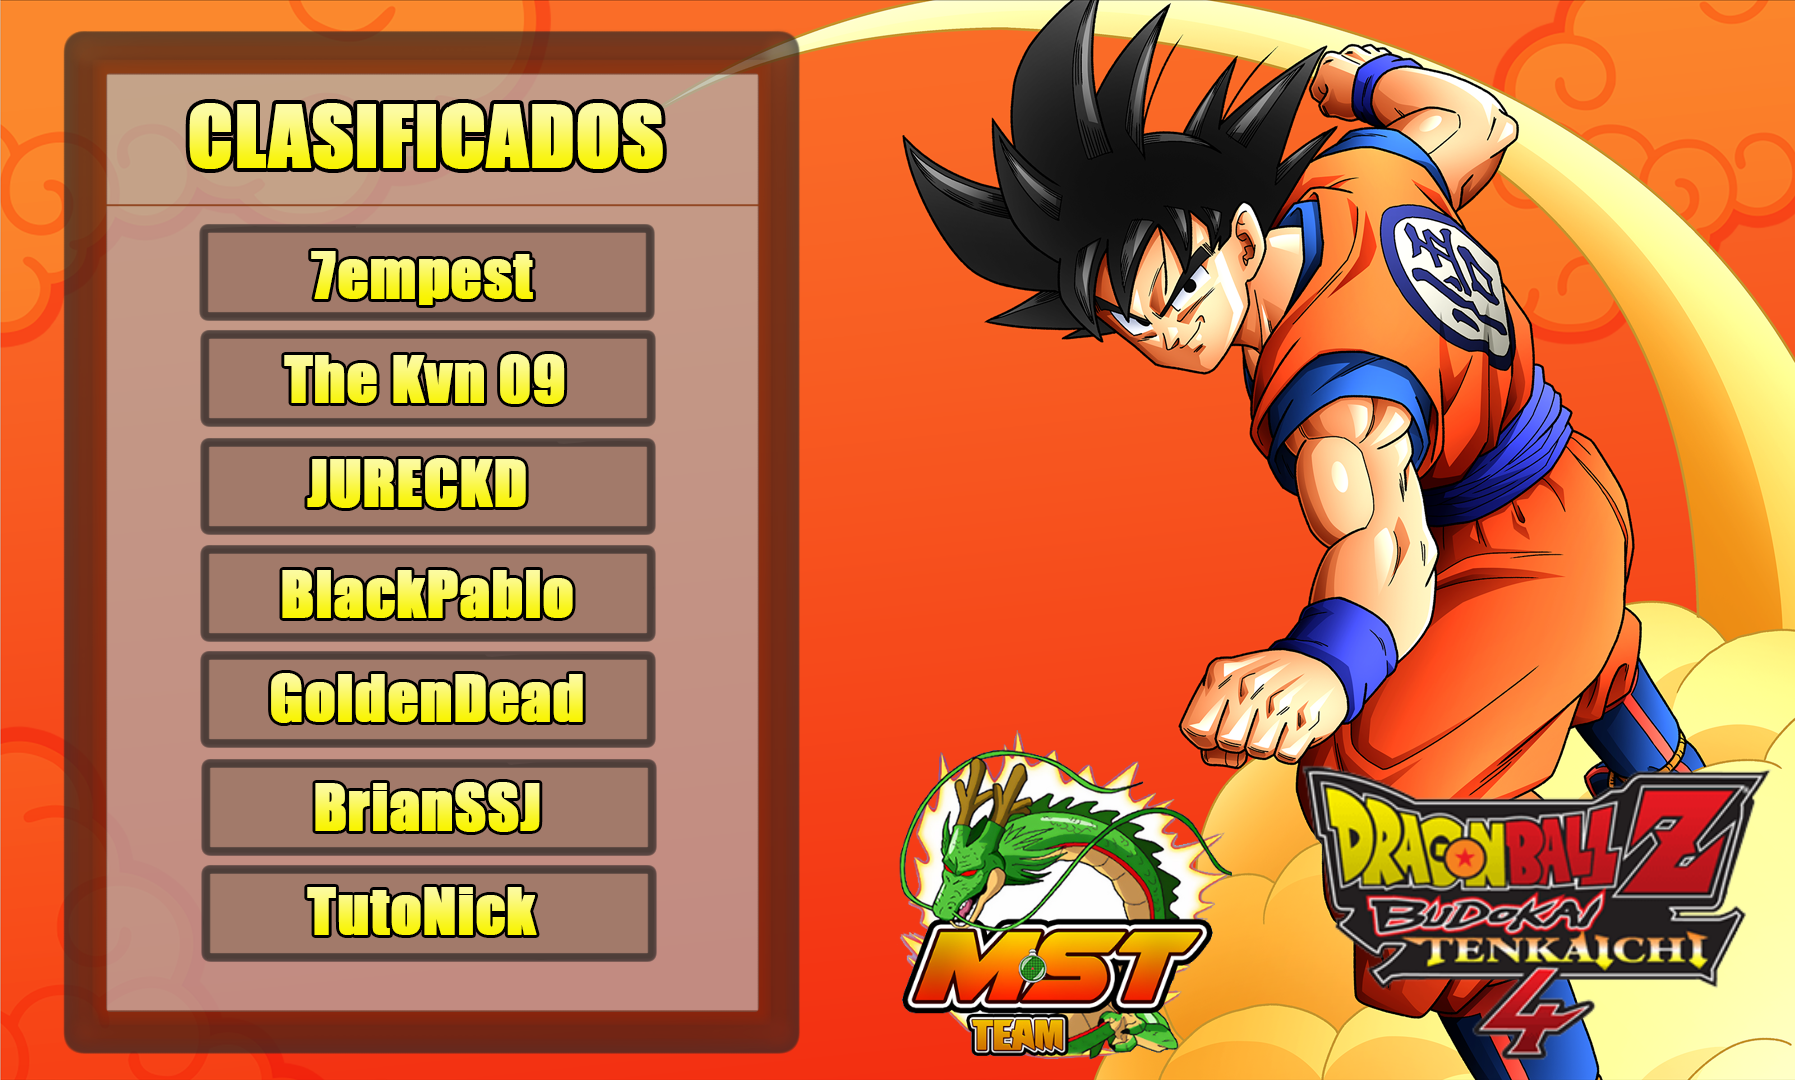 CLASIFICADOS
7empest
The Kvn 09
JURECKD
BlackPablo
GoldenDead
BrianSSJ
TutoNick
MST
TEAM
DRAGON BALL Z
BUDOKAI
TENKAICHI
4